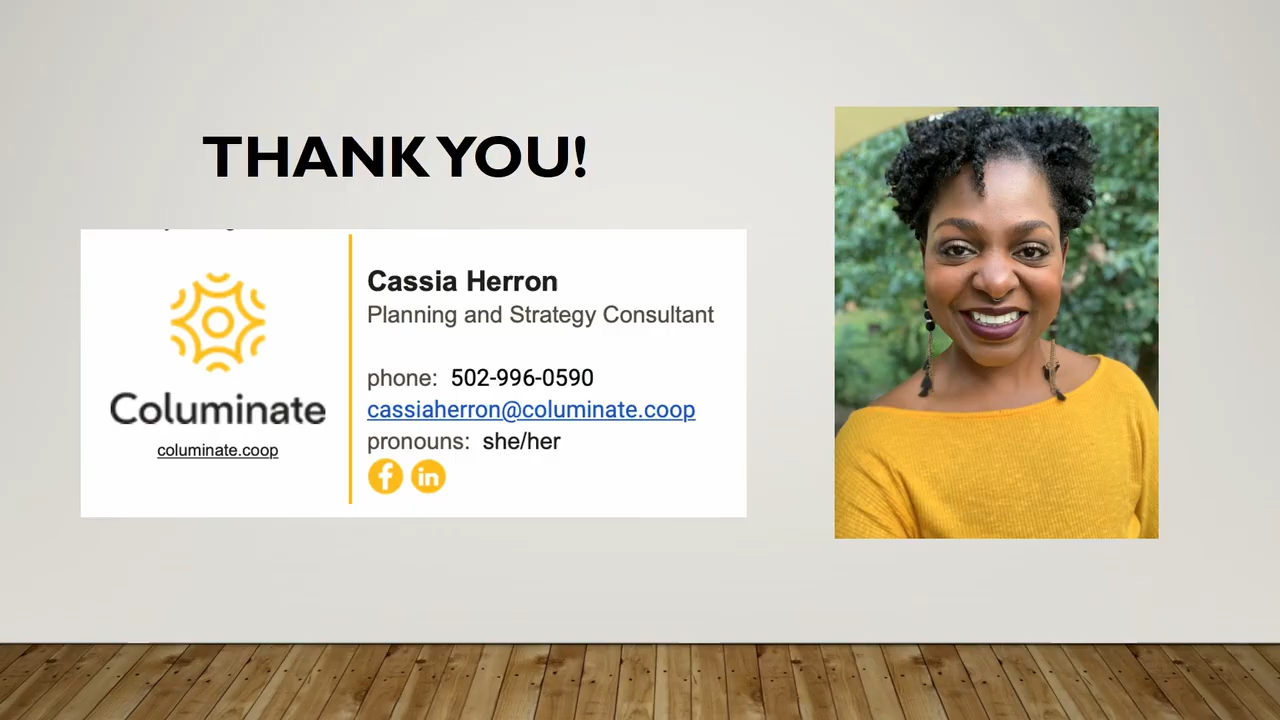 THANK YOU!
Columinate
columinate.coop
Cassia Herron
Planning and Strategy Consultant
phone: 502-996-0590
cassiaherron@columinate.coop
pronouns: she/her
f in